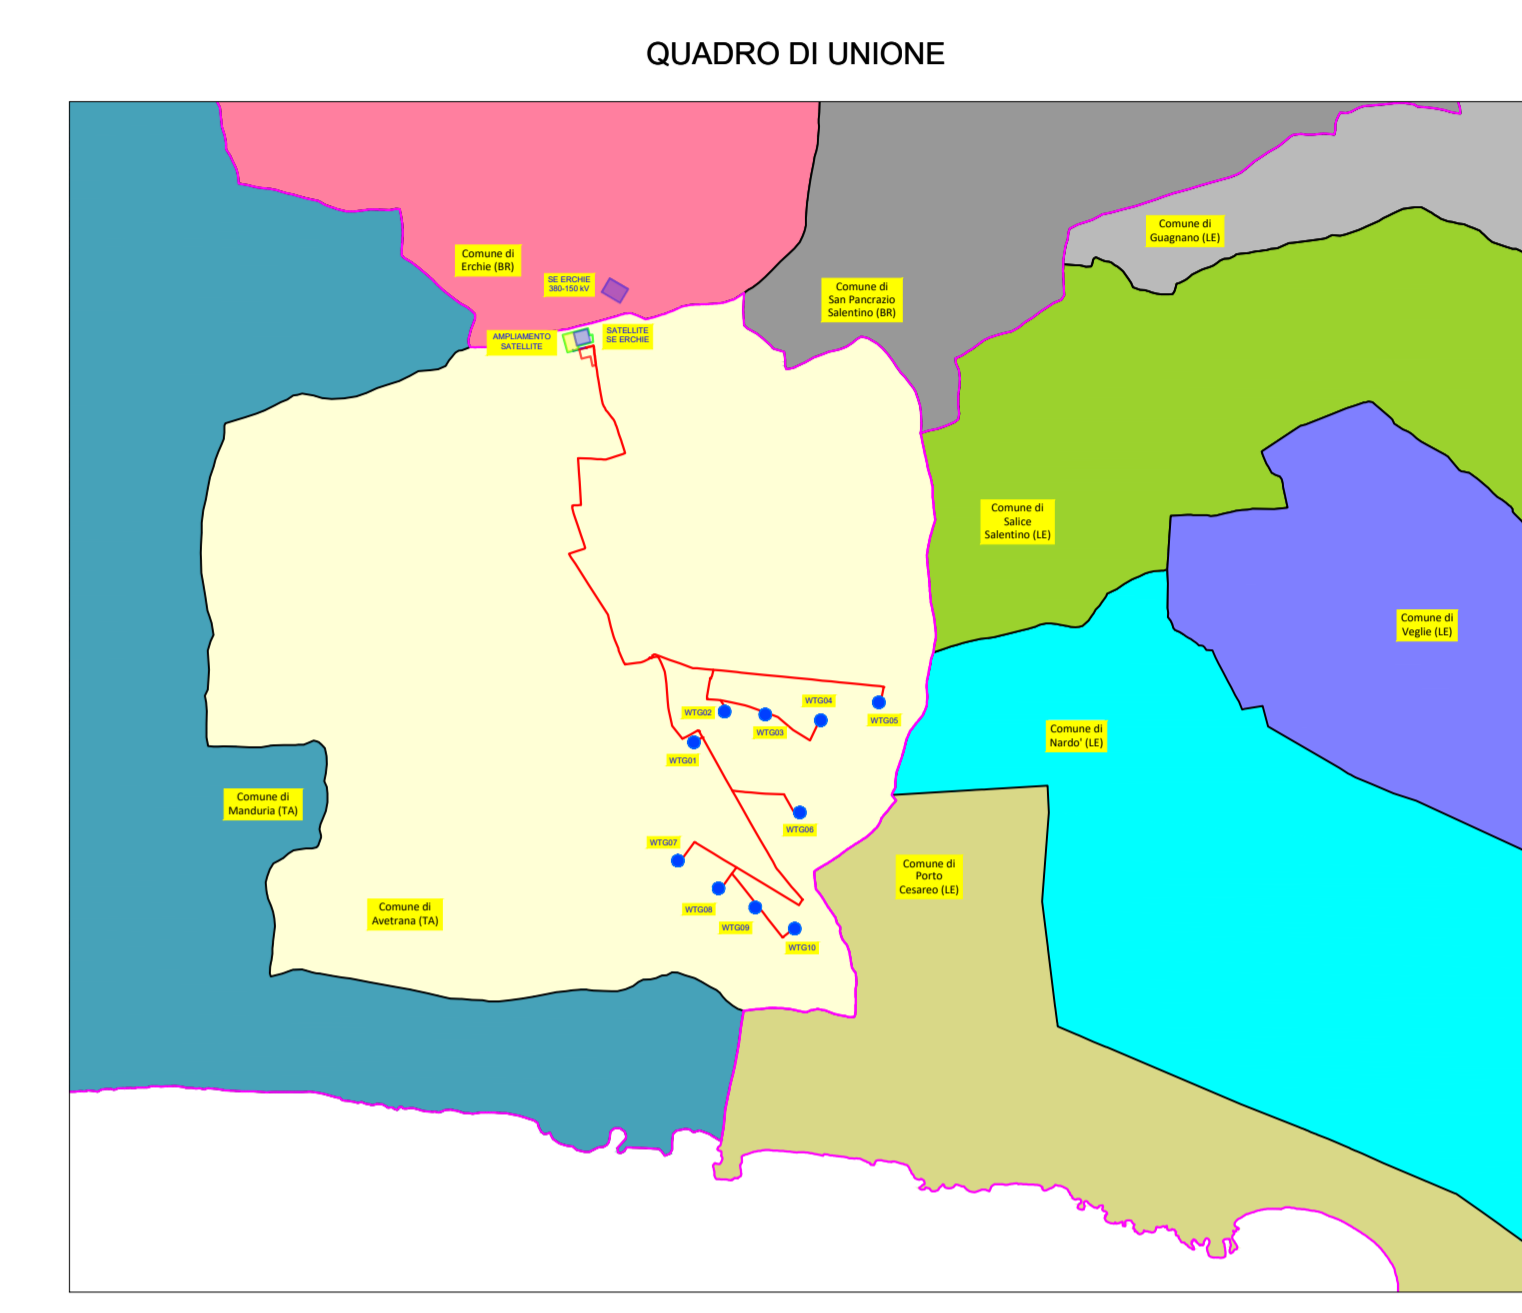 QUADRO DI UNIONE
Comune di
Guagnano (LE)
Comune di
Erchie (BR)
SE ERCHIE
380-150 kV
Comune di
San Pancrazio
Salentino (BR)
AMPLIAMENTO
SATELLITE
SATELLITE
SE ERCHIE
Comune di
Salice
Salentino (LE)
Comune di
Veglie (LE)
WTG04
WTG02
WTG05
WTG03
Comune di
Nardo' (LE)
WTG01
Comune di
Manduria (TA)
WTG06
WTG07
Comune di
Porto
Cesareo (LE)
Comune di
Avetrana (TA)
WTG08
WTG09
WTG10